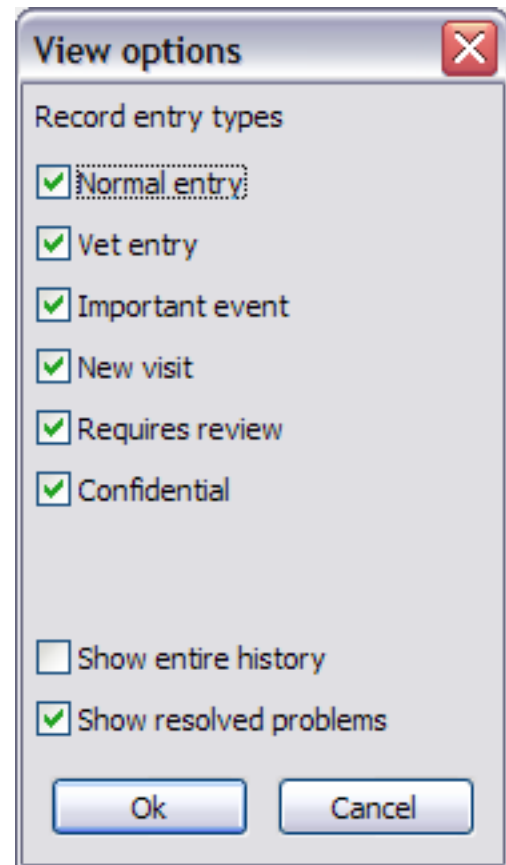 View options
Record entry types
Normal entry
Vet entry
Important event
New visit
Requires review
Confidential
Show entire history
Show resolved problems
Ok Cancel